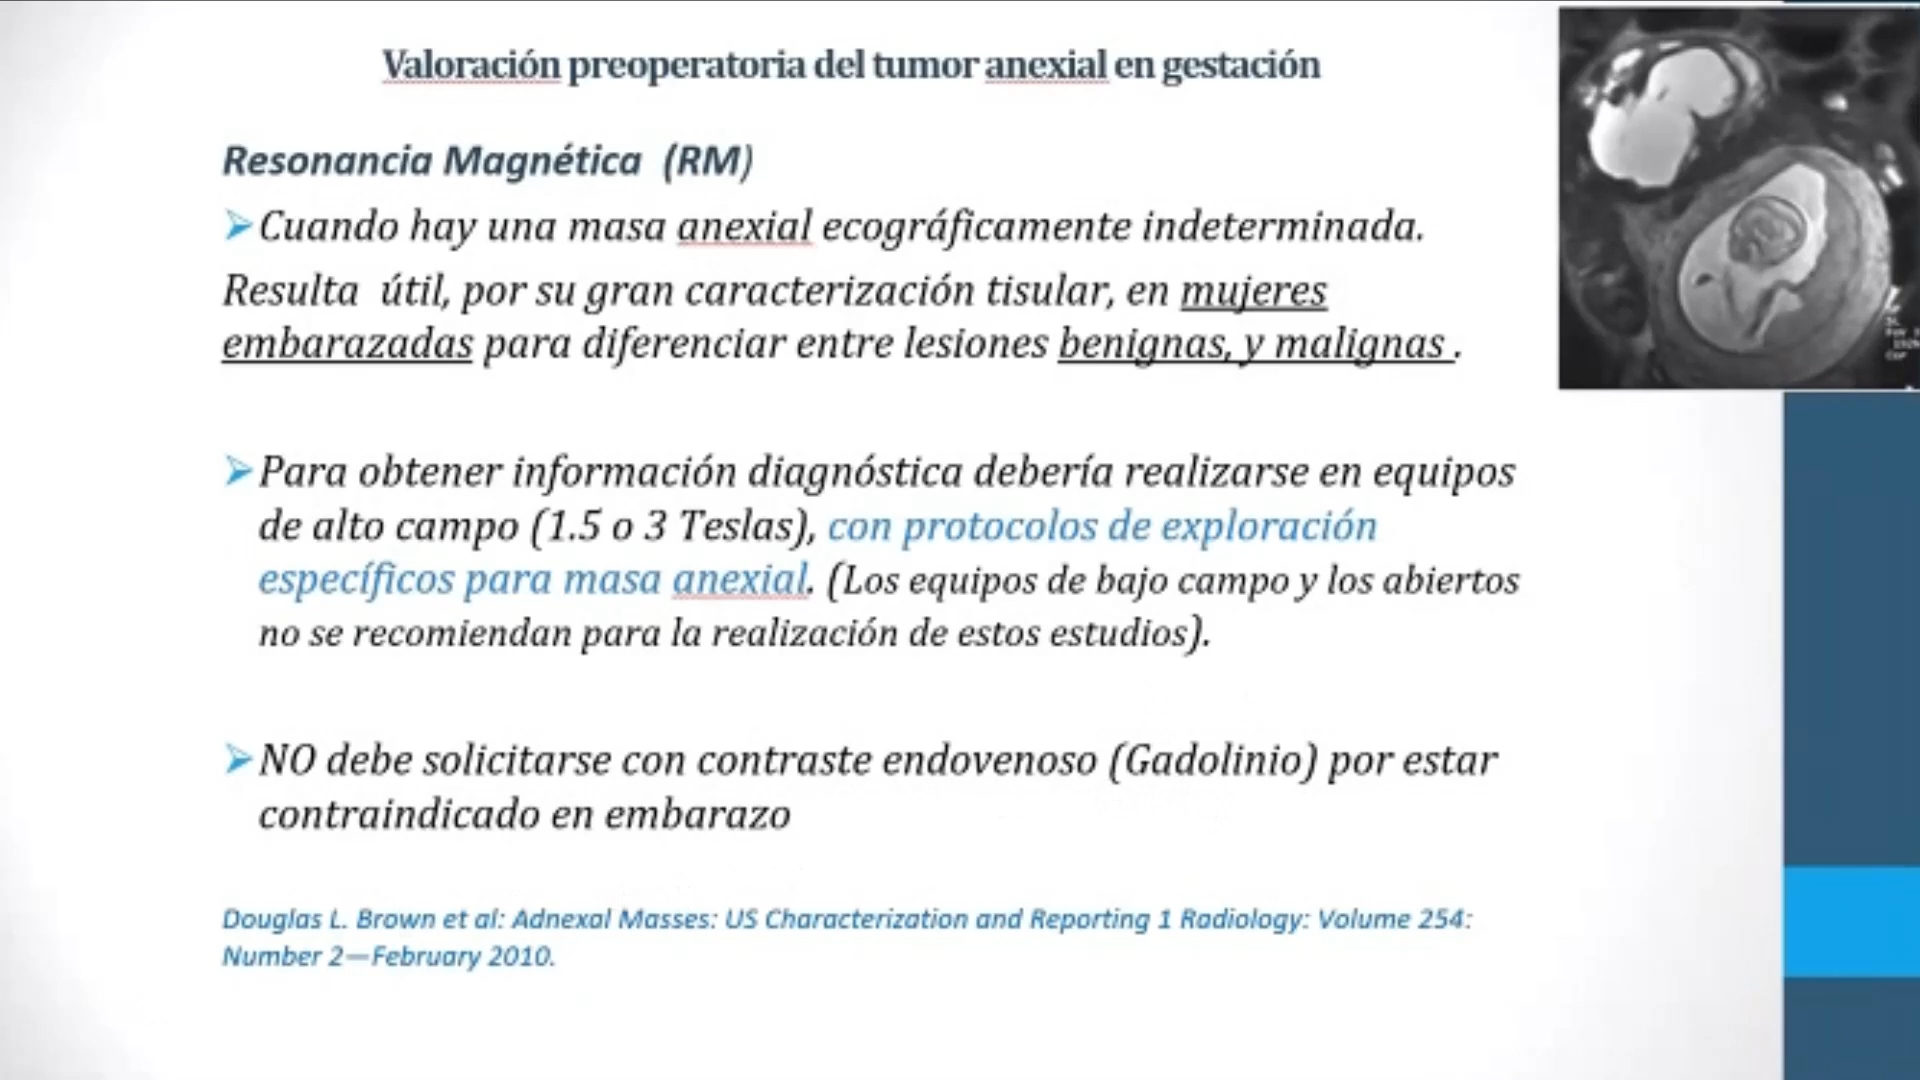 Valoración preoperatoria del tumor anexial en gestación
Resonancia Magnética (RM)
➢Cuando hay una masa anexial ecográficamente indeterminada.
Resulta útil, por su gran caracterización tisular, en mujeres
embarazadas para diferenciar entre lesiones benignas, y malignas .
➢Para obtener información diagnóstica debería realizarse en equipos
de alto campo (1.5 o 3 Teslas), con protocolos de exploración
específicos para masa anexial. (Los equipos de bajo campo y los abiertos
no se recomiendan para la realización de estos estudios).
➢NO debe solicitarse con contraste endovenoso (Gadolinio) por estar
contraindicado en embarazo
Douglas L. Brown et al: Adnexal Masses: US Characterization and Reporting 1 Radiology: Volume 254:
Number 2—February 2010.